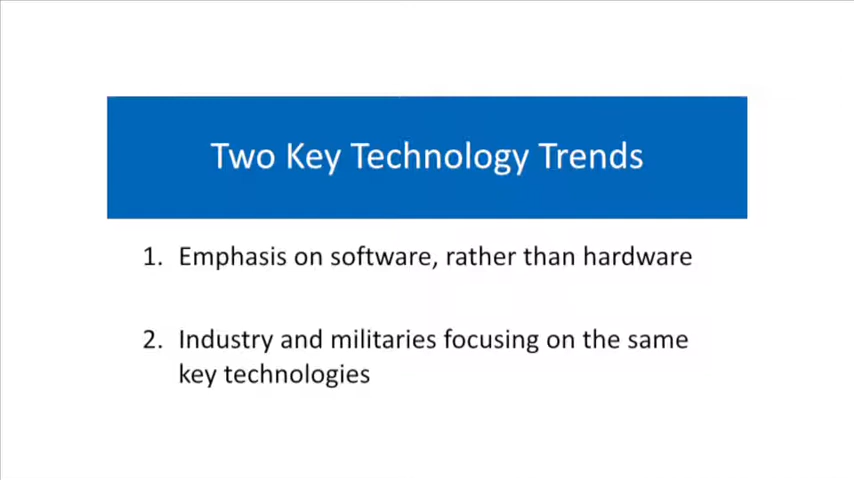 Two Key Technology Trends
1. Emphasis on software, rather than hardware
2. Industry and militaries focusing on the same
key technologies